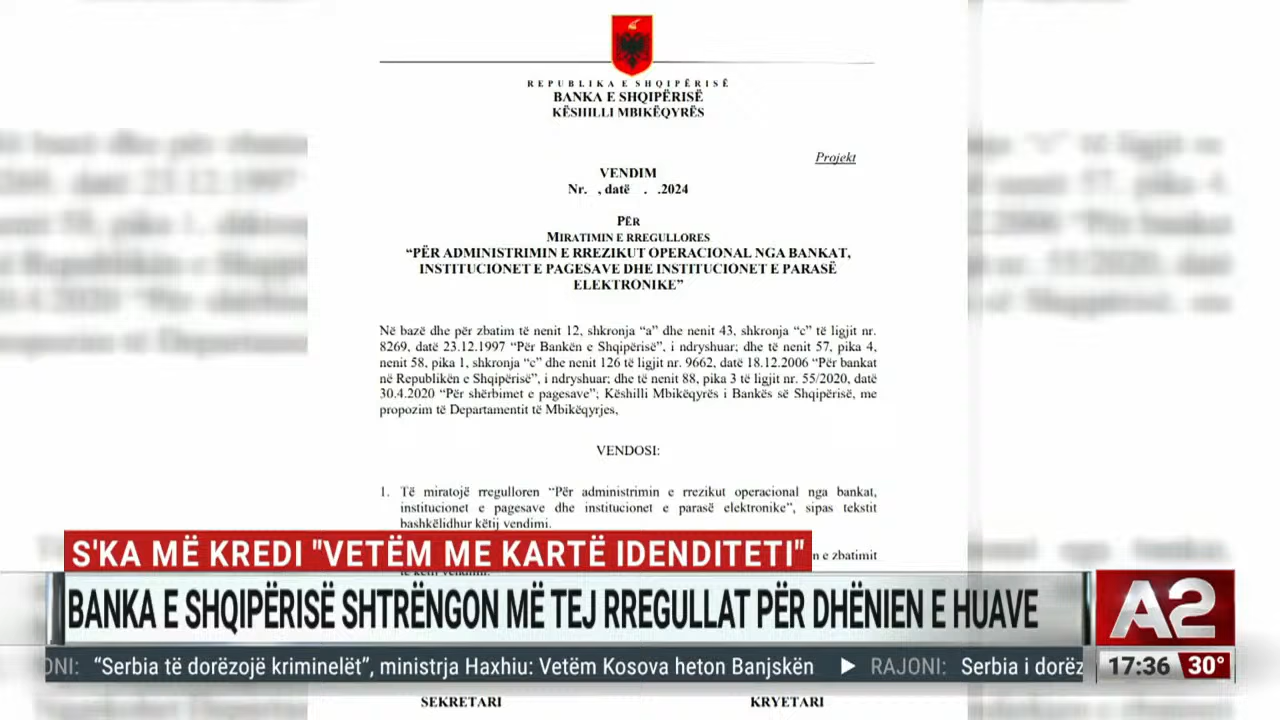 REPUBLIKA E SHQIPËRISË
BANKA E SHQIPËRISË
KËSHILLI MBIKËQYRËS
Projekt
VENDIM
Nr. , datë . .2024
PËR
MIRATIMIN E RREGULLORES
“PËR ADMINISTRIMIN E RREZIKUT OPERACIONAL NGA BANKAT,
INSTITUCIONET E PAGESAVE DHE INSTITUCIONET E PARASË
ELEKTRONIKE”
Në bazë dhe për zbatim të nenit 12, shkronja “a” dhe nenit 43, shkronja “c” të ligjit nr.
8269, datë 23.12.1997 “Për Bankën e Shqipërisë”, i ndryshuar; dhe të nenit 57, pika 4,
nenit 58, pika 1, shkronja “c” dhe nenit 126 të ligjit nr. 9662, datë 18.12.2006 “Për bankat
në Republikën e Shqipërisë”, i ndryshuar; dhe të nenit 88, pika 3 të ligjit nr. 55/2020, datë
30.4.2020 “Për shërbimet e pagesave”; Këshilli Mbikëqyrës i Bankës së Shqipërisë, me
propozim të Departamentit të Mbikëqyrjes,
VENDOSI:
1. Të miratojë rregulloren “Për administrimin e rrezikut operacional nga bankat,
institucionet e pagesave dhe institucionet e parasë elektronike”, sipas tekstit
bashkëlidhur këtij vendimi.
n e zbatimit
S'KA MË KREDI "VETËM ME KARTË IDENDITETI"
BANKA E SHQIPËRISË SHTRËNGON MË TEJ RREGULLAT PËR DHËNIEN E HUAVE
A2
ONI: “Serbia të dorëzojë kriminelët”, ministrja Haxhiu: Vetëm Kosova heton Banjskën ▶ RAJONI: Serbia i dorëz
17:36 30°
SEKRETARI KRYETARI